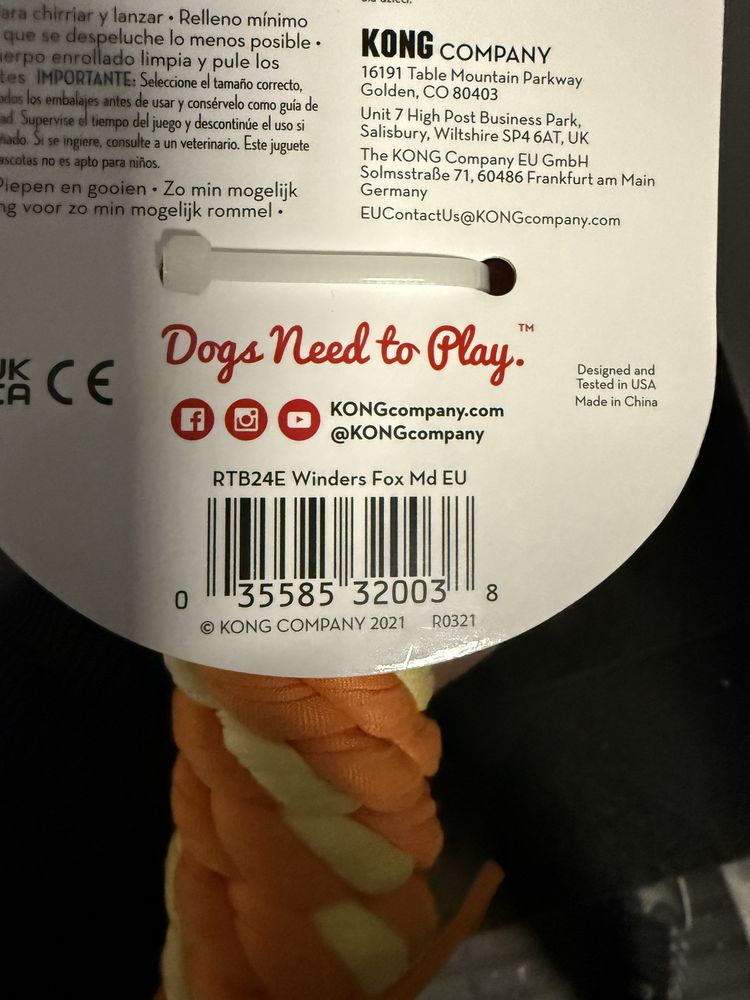 ara chirriar y lanzar • Relleno mínimo
que se despeluche lo menos posible •
uerpo enrollado limpia y pule los
tes IMPORTANTE: Seleccione el tamaño correcto,
los embalajes antes de usar y consérvelo como guía de
ad. Supervise el tiempo del juego y descontinúe el uso si
ñado. Si se ingiere, consulte a un veterinario. Este juguete
ascotas no es apto para niños.
Piepen en gooien • Zo min mogelijk
ng voor zo min mogelijk rommel •
KONG COMPANY
16191 Table Mountain Parkway
Golden, CO 80403
Unit 7 High Post Business Park,
Salisbury, Wiltshire SP4 6AT, UK
The KONG Company EU GmbH
Solmsstraße 71, 60486 Frankfurt am Main
Germany
EUContactUs@KONGcompany.com
Dogs Need to Play.™
UK
CA CE
Designed and
Tested in USA
Made in China
KONGcompany.com
@KONGcompany
RTB24E Winders Fox Md EU
0 35585 32003 8
© KONG COMPANY 2021 R0321